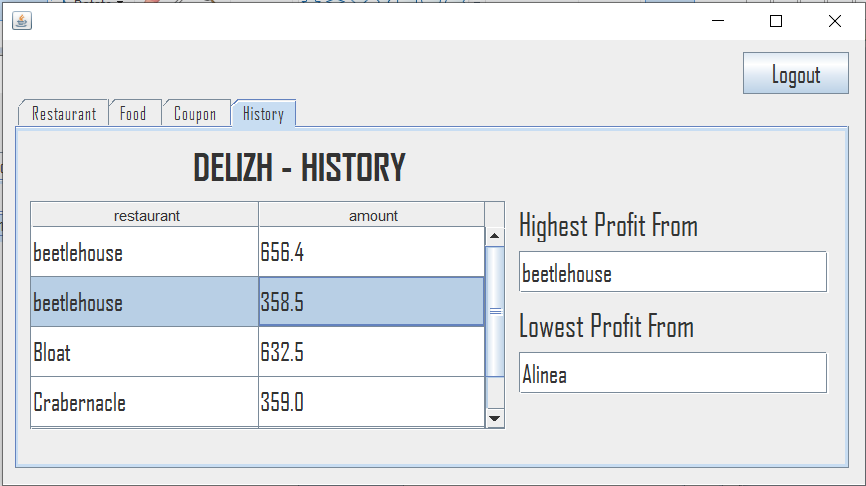 Logout
Restaurant Food Coupon History
DELIZH - HISTORY
restaurant amount
beetlehouse 656.4
beetlehouse 358.5
Bloat 632.5
Crabernacle 359.0
Highest Profit From
beetlehouse
Lowest Profit From
Alinea